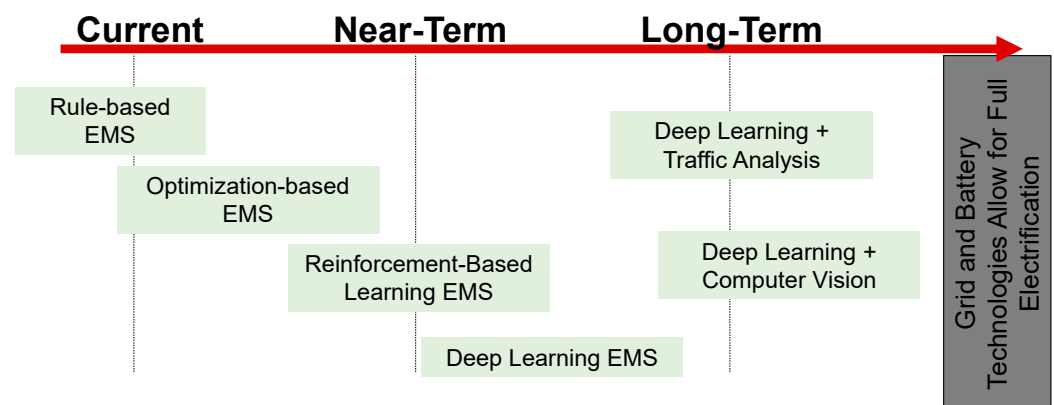 Current
Near-Term
Long-Term
Rule-based
EMS
Optimization-based
EMS
Reinforcement-Based
Learning EMS
Deep Learning EMS
Deep Learning +
Traffic Analysis
Deep Learning +
Computer Vision
Grid and Battery
Technologies Allow for Full
Electrification